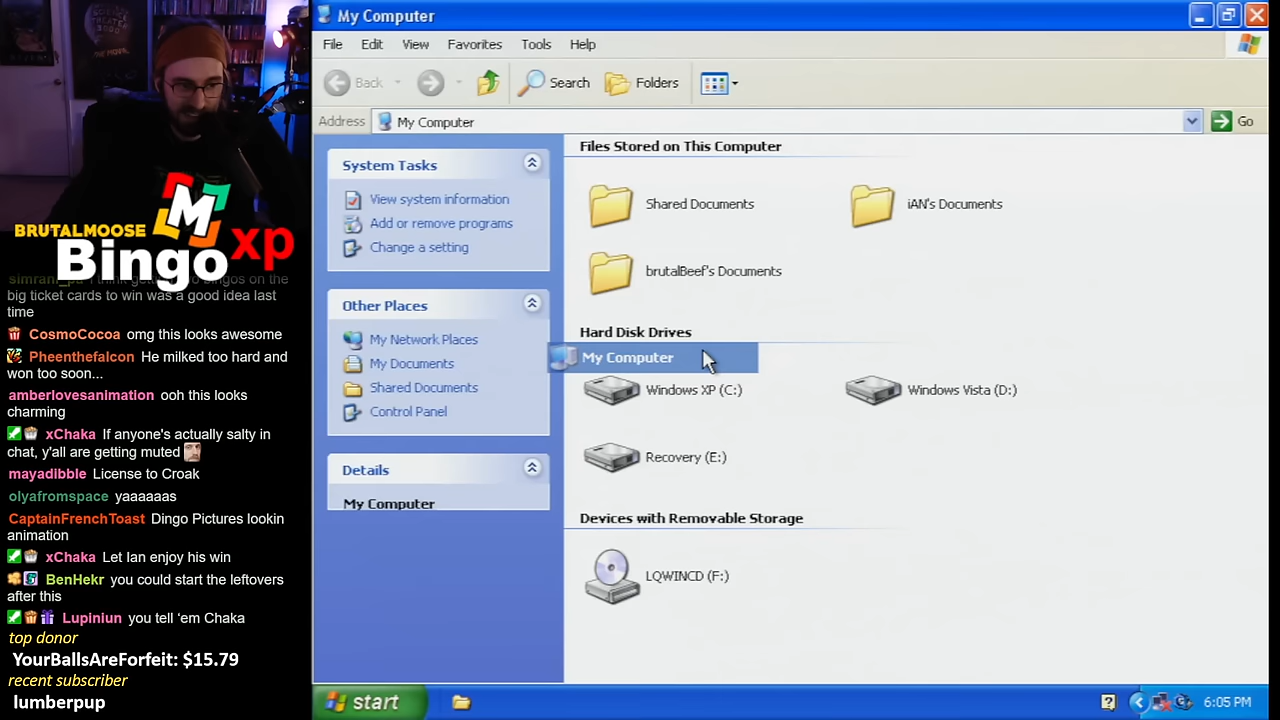 My Computer
File Edit View Favorites Tools Help
Back Search Folders
Address My Computer Go
System Tasks
View system information
Add or remove programs
Change a setting
Other Places
My Network Places
My Documents
Shared Documents
Control Panel
Details
My Computer
Files Stored on This Computer
Shared Documents iAN's Documents
brutalBeef's Documents
Hard Disk Drives
My Computer
Windows XP (C:) Windows Vista (D:)
Recovery (E:)
Devices with Removable Storage
LQWINCD (F:)
start 6:05 PM
BRUTALMOOSE M
Bingo xp
big ticket cards to win was a good idea last
time
CosmoCocoa omg this looks awesome
Pheenthefalcon He milked too hard and
won too soon...
amberlovesanimation ooh this looks
charming
xChaka If anyone's actually salty in
chat, y'all are getting muted
mayadibble License to Croak
olyafromspace yaaaaaas
CaptainFrenchToast Dingo Pictures lookin
animation
xChaka Let Ian enjoy his win
BenHekr you could start the leftovers
after this
Lupiniun you tell ‘em Chaka
top donor
YourBallsAreForfeit: $15.79
recent subscriber
lumberpup